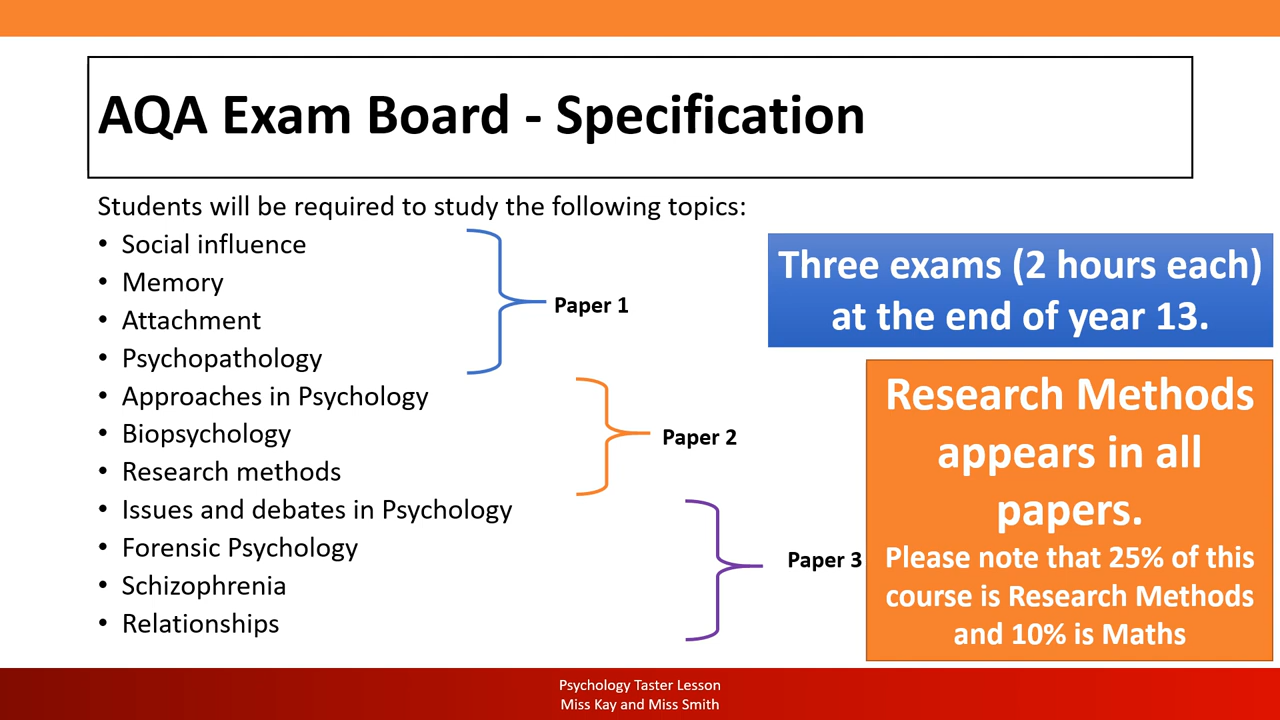 AQA Exam Board - Specification
Students will be required to study the following topics:
• Social influence
• Memory
• Attachment
• Psychopathology
• Approaches in Psychology
• Biopsychology
• Research methods
• Issues and debates in Psychology
• Forensic Psychology
• Schizophrenia
• Relationships
Paper 1
Paper 2
Paper 3
Three exams (2 hours each)
at the end of year 13.
Research Methods
appears in all
papers.
Please note that 25% of this
course is Research Methods
and 10% is Maths
Psychology Taster Lesson
Miss Kay and Miss Smith